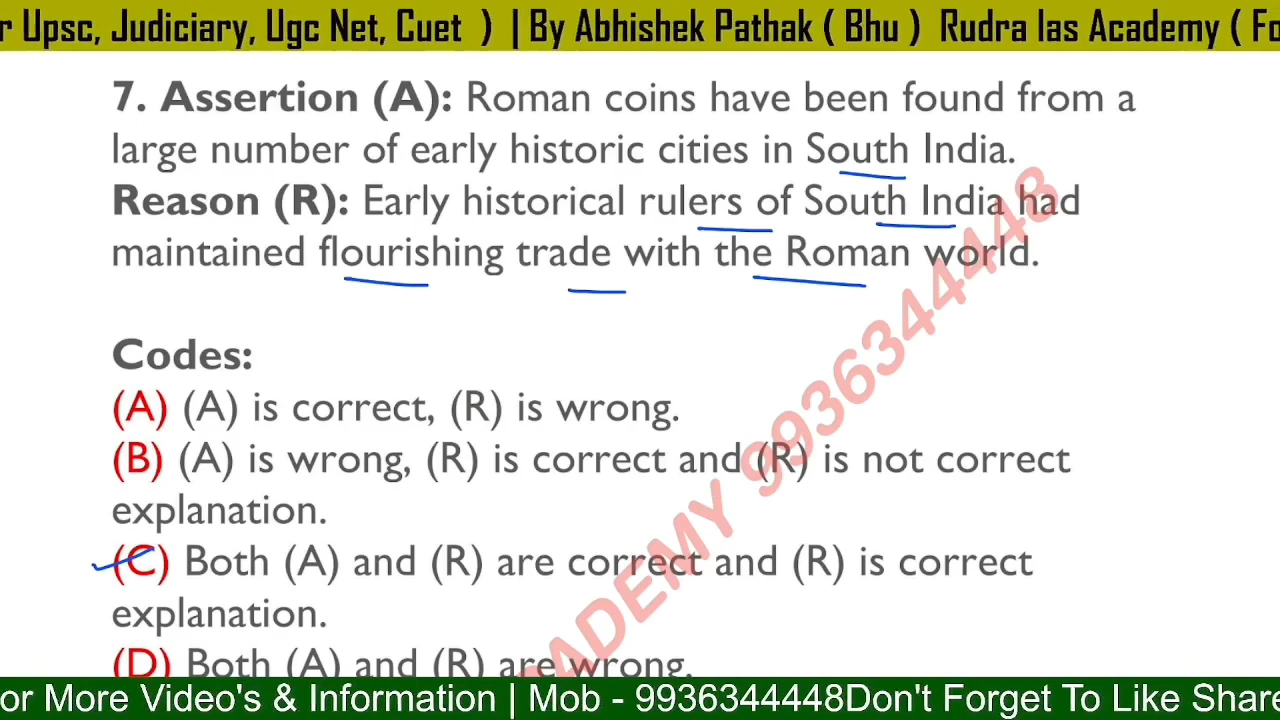 r Upsc, Judiciary, Ugc Net, Cuet ) | By Abhishek Pathak ( Bhu ) Rudra Ias Academy ( Fo
7. Assertion (A): Roman coins have been found from a
large number of early historic cities in South India.
Reason (R): Early historical rulers of South India had
maintained flourishing trade with the Roman world.
Codes:
(A) (A) is correct, (R) is wrong.
(B) (A) is wrong, (R) is correct and (R) is not correct
explanation.
(C) Both (A) and (R) are correct and (R) is correct
explanation.
(D) Both (A) and (R) are wrong.
ADEMY 9936344448
or More Video's & Information | Mob - 9936344448Don't Forget To Like Share